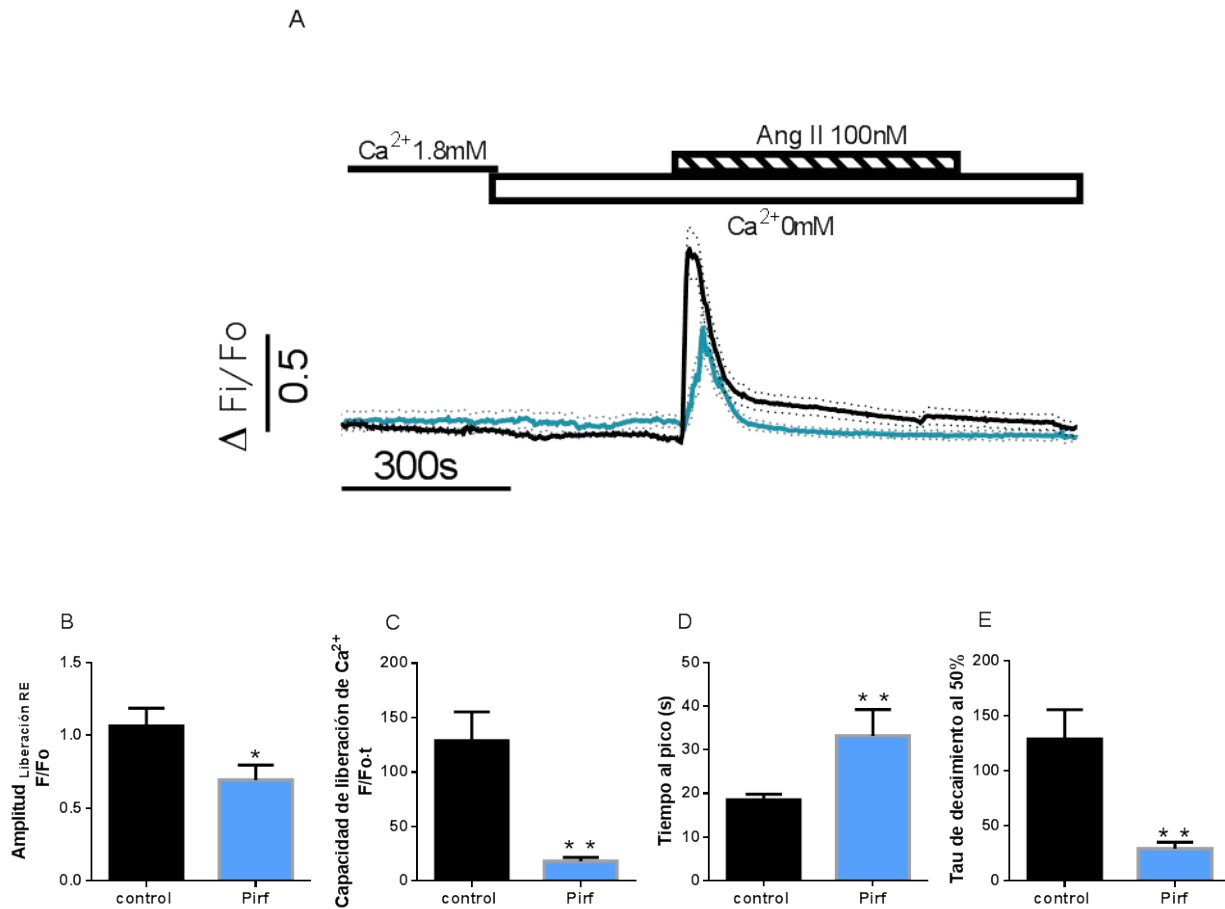 A
Ang II 100nM
Ca²⁺ 1.8mM
Ca²⁺ 0mM
Δ Fi/Fo
0.5
300s
B
Amplitud Liberación RE
F/Fo
1.5
1.0
0.5
0.0
*
control
Pirf
C
Capacidad de liberación de Ca²⁺
F/Fo·t
200
150
100
50
0
* *
control
Pirf
D
Tiempo al pico (s)
50
40
30
20
10
0
* *
control
Pirf
E
Tau de decaimiento al 50%
200
150
100
50
0
* *
control
Pirf